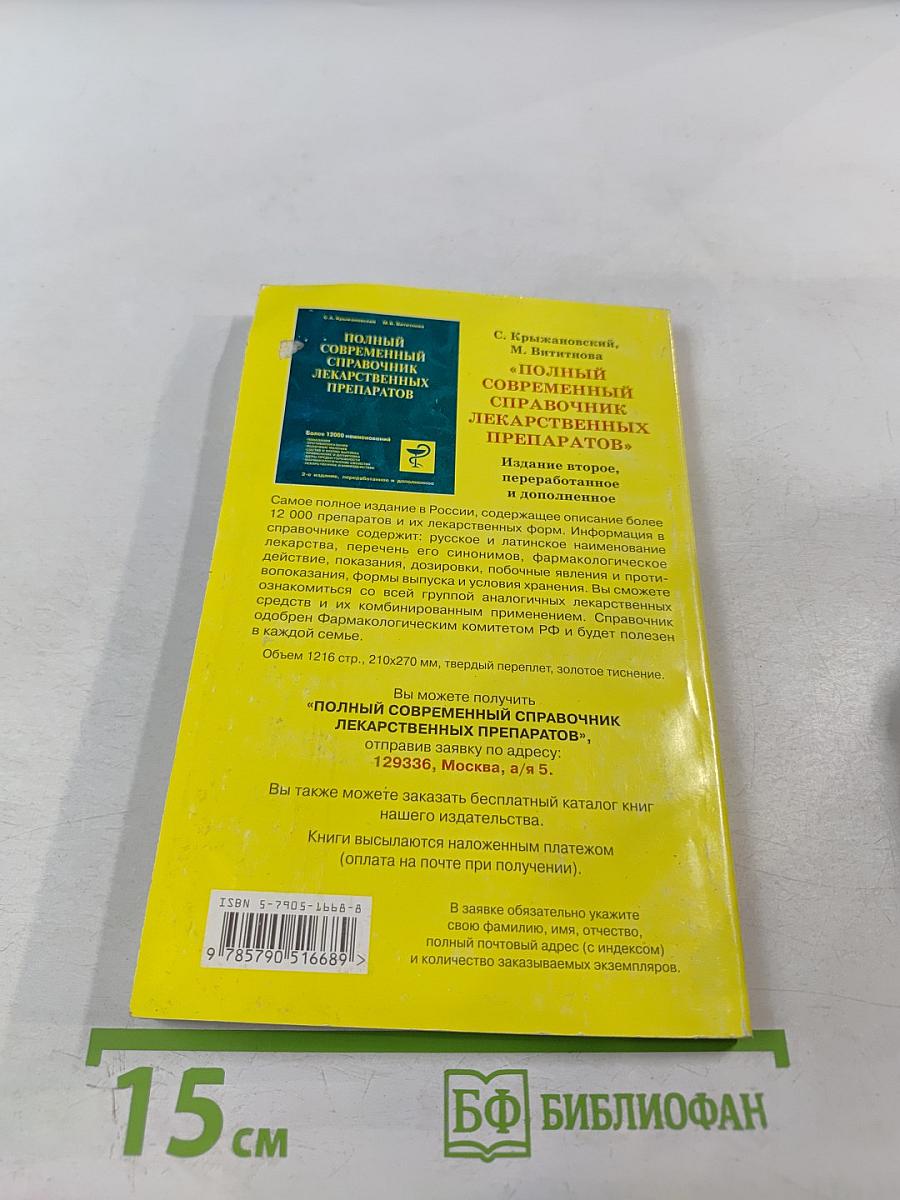 С.А. Крыжановский М.Б. Вититнова
ПОЛНЫЙ
СОВРЕМЕННЫЙ
СПРАВОЧНИК
ЛЕКАРСТВЕННЫХ
ПРЕПАРАТОВ
Более 12000 наименований
2-е издание, переработанное и дополненное
С. Крыжановский,
М. Вититнова
«ПОЛНЫЙ
СОВРЕМЕННЫЙ
СПРАВОЧНИК
ЛЕКАРСТВЕННЫХ
ПРЕПАРАТОВ»
Издание второе,
переработанное
и дополненное
Самое полное издание в России, содержащее описание более
12 000 препаратов и их лекарственных форм. Информация в
справочнике содержит: русское и латинское наименование
лекарства, перечень его синонимов, фармакологическое
действие, показания, дозировки, побочные явления и проти-
вопоказания, формы выпуска и условия хранения. Вы сможете
ознакомиться со всей группой аналогичных лекарственных
средств и их комбинированным применением. Справочник
одобрен Фармакологическим комитетом РФ и будет полезен
в каждой семье.
Объем 1216 стр., 210х270 мм, твердый переплет, золотое тиснение.
Вы можете получить
«ПОЛНЫЙ СОВРЕМЕННЫЙ СПРАВОЧНИК
ЛЕКАРСТВЕННЫХ ПРЕПАРАТОВ»,
отправив заявку по адресу:
129336, Москва, а/я 5.
Вы также можете заказать бесплатный каталог книг
нашего издательства.
Книги высылаются наложенным платежом
(оплата на почте при получении).
ISBN 5-7905-1668-8
9 785790 516689 >
В заявке обязательно укажите
свою фамилию, имя, отчество,
полный почтовый адрес (с индексом)
и количество заказываемых экземпляров.
15 см
БФ БИБЛИОФАН